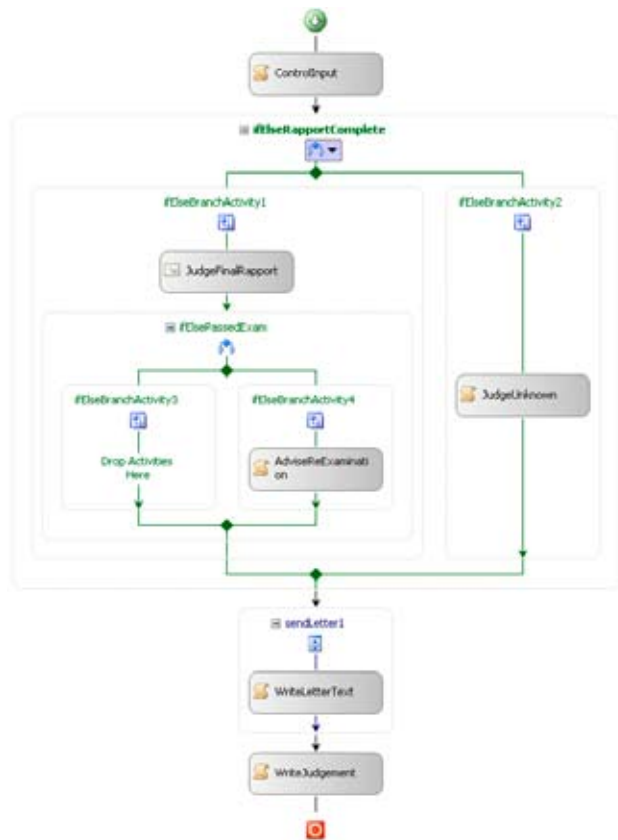 ControlInput
ifElseRapportComplete
ifElseBranchActivity1
ifElseBranchActivity2
JudgeFinalRapport
ifElsePassedExam
ifElseBranchActivity3
ifElseBranchActivity4
JudgeUnknown
Drop Activities
Here
AdviseReExaminati
on
sendLetter1
WriteLetterText
WriteJudgement